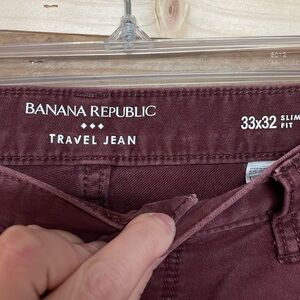 BANANA REPUBLIC
TRAVEL JEAN
33x32 SLIM FIT